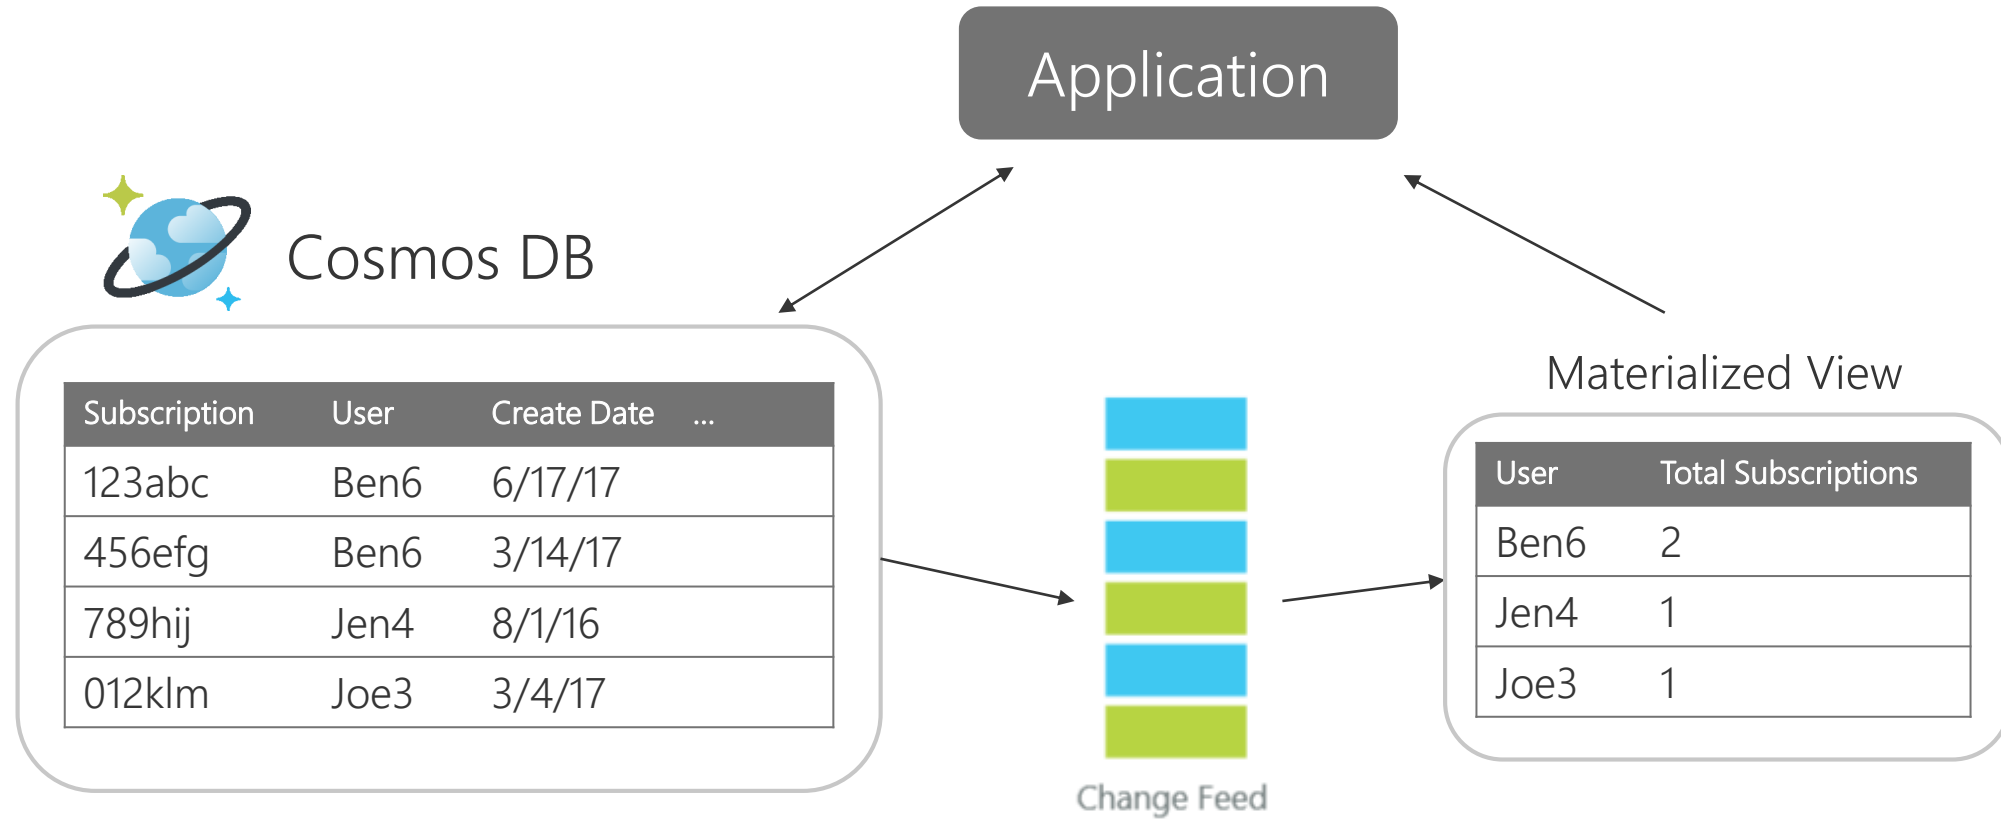 Application
Cosmos DB
Subscription User Create Date ...
123abc Ben6 6/17/17
456efg Ben6 3/14/17
789hij Jen4 8/1/16
012klm Joe3 3/4/17
Change Feed
Materialized View
User Total Subscriptions
Ben6 2
Jen4 1
Joe3 1